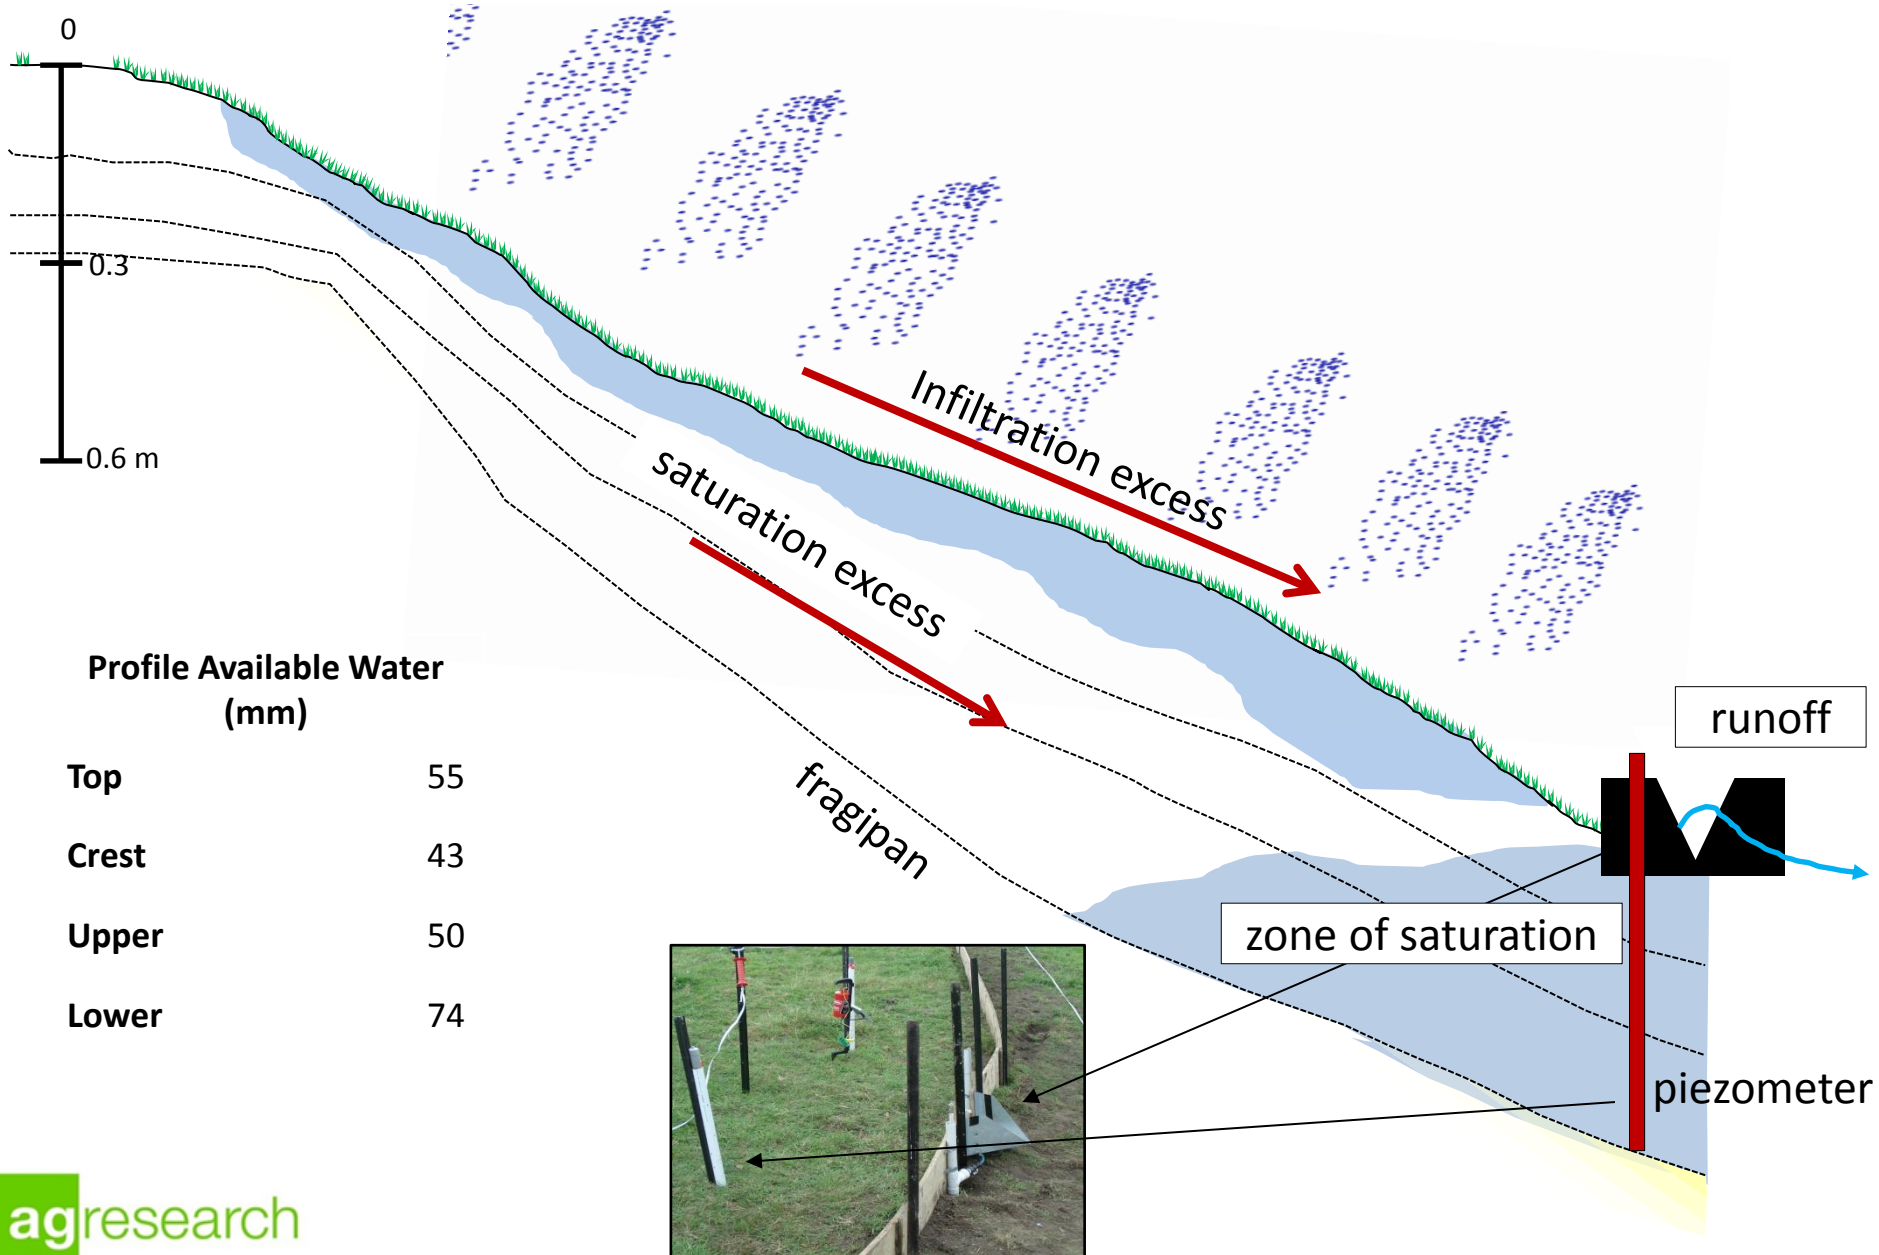 0
0.3
0.6 m
Infiltration excess
saturation excess
fragipan
Profile Available Water
(mm)
Top 55
Crest 43
Upper 50
Lower 74
runoff
zone of saturation
piezometer
agresearch